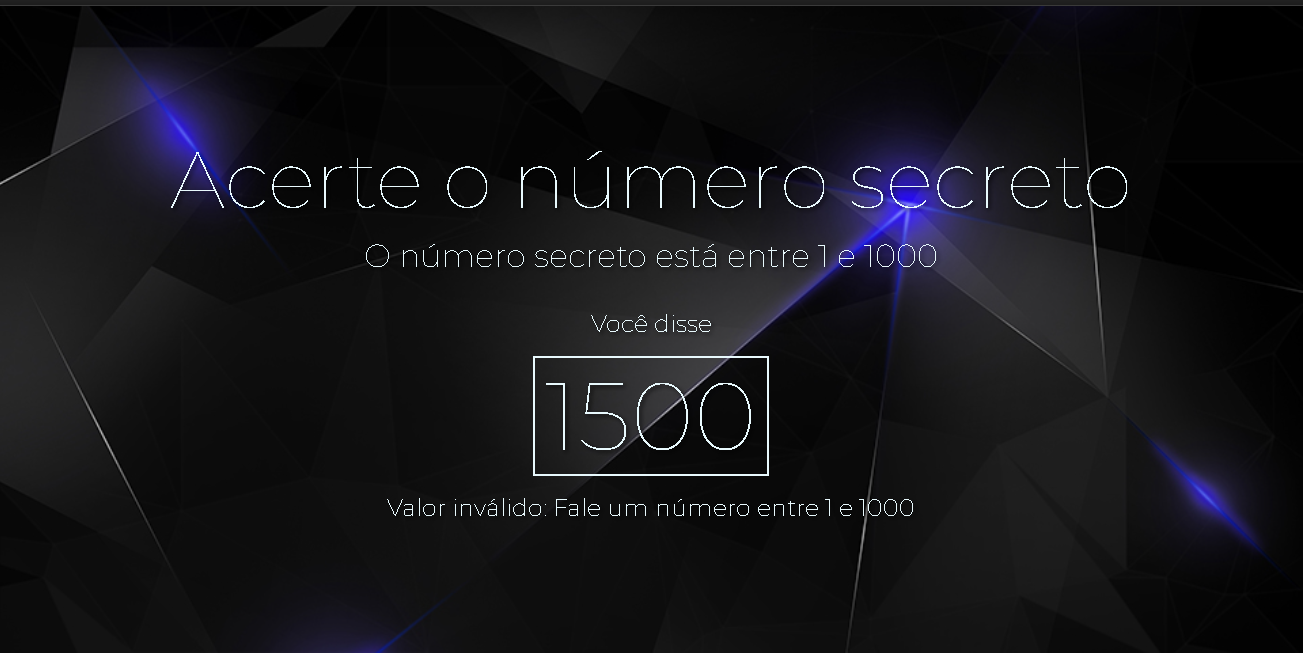 Acerte o número secreto
O número secreto está entre 1 e 1000
Você disse
1500
Valor inválido: Fale um número entre 1 e 1000